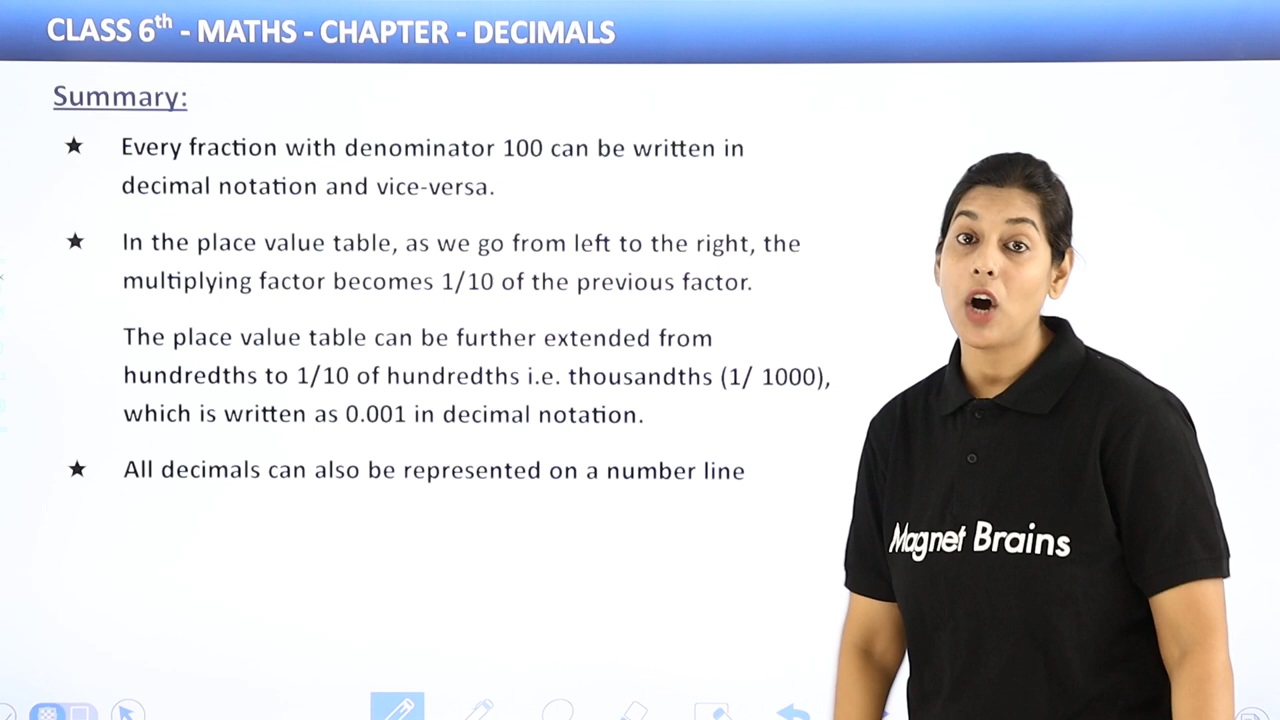 CLASS 6th - MATHS - CHAPTER - DECIMALS
Summary:
★ Every fraction with denominator 100 can be written in
decimal notation and vice-versa.
★ In the place value table, as we go from left to the right, the
multiplying factor becomes 1/10 of the previous factor.
The place value table can be further extended from
hundredths to 1/10 of hundredths i.e. thousandths (1/ 1000),
which is written as 0.001 in decimal notation.
★ All decimals can also be represented on a number line
Magnet Brains